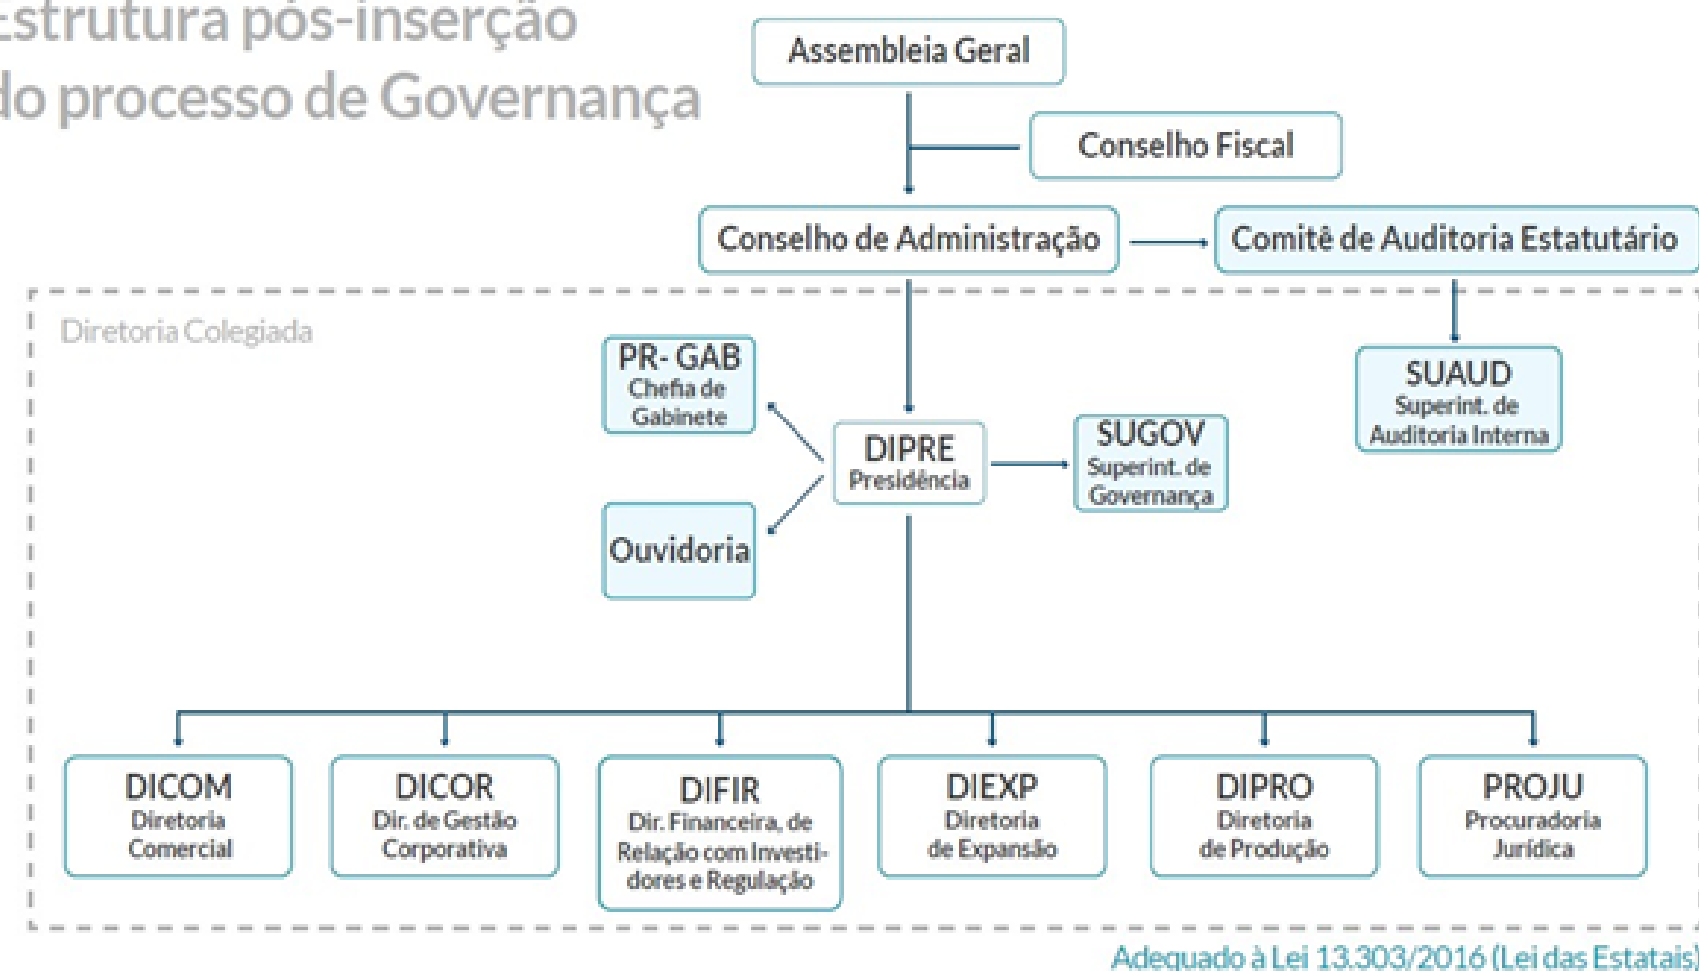 Estrutura pós-inserção
do processo de Governança
Assembleia Geral
Conselho Fiscal
Conselho de Administração
Comitê de Auditoria Estatutário
Diretoria Colegiada
PR- GAB
Chefia de
Gabinete
DIPRE
Presidência
SUGOV
Superint. de
Governança
SUAUD
Superint. de
Auditoria Interna
Ouvidoria
DICOM
Diretoria
Comercial
DICOR
Dir. de Gestão
Corporativa
DIFIR
Dir. Financeira, de
Relação com Investi-
dores e Regulação
DIEXP
Diretoria
de Expansão
DIPRO
Diretoria
de Produção
PROJU
Procuradoria
Jurídica
Adequado à Lei 13.303/2016 (Lei das Estatais)